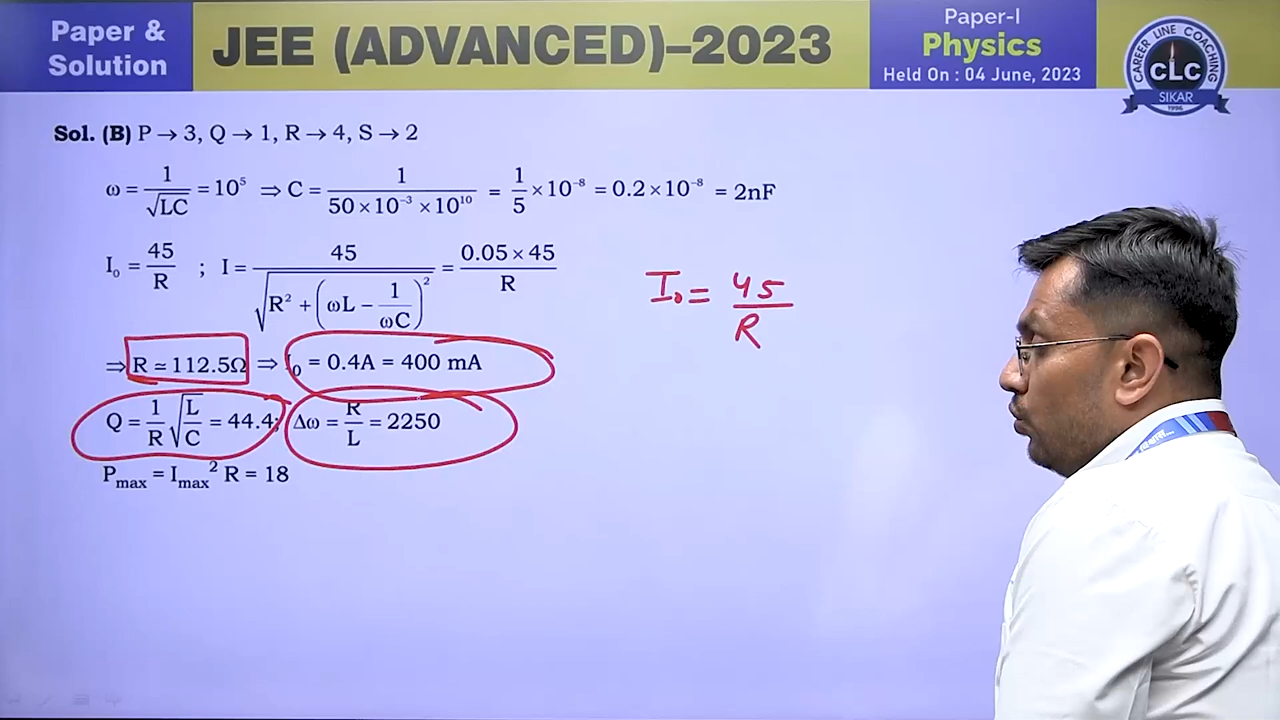 Paper &
Solution
JEE (ADVANCED)–2023
Paper-I
Physics
Held On : 04 June, 2023
CAREER LINE COACHING
CLC
SIKAR
1996
Sol. (B) P → 3, Q → 1, R → 4, S → 2
ω = 1/√LC = 10⁵ ⇒ C = 1/(50 × 10⁻³ × 10¹⁰) = 1/5 × 10⁻⁸ = 0.2 × 10⁻⁸ = 2nF
I₀ = 45/R ; I = 45/√(R² + (ωL − 1/ωC)²) = (0.05 × 45)/R
I₀ = 45/R
⇒ R ≃ 112.5Ω ⇒ I₀ = 0.4A = 400 mA
Q = 1/R √(L/C) = 44.4; Δω = R/L = 2250
Pmax = Imax² R = 18